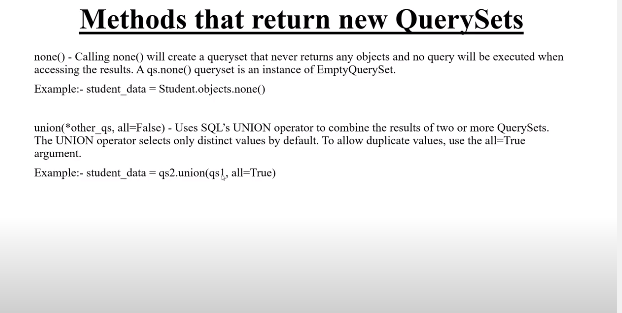 Methods that return new QuerySets
none() - Calling none() will create a queryset that never returns any objects and no query will be executed when
accessing the results. A qs.none() queryset is an instance of EmptyQuerySet.
Example:- student_data = Student.objects.none()
union(*other_qs, all=False) - Uses SQL's UNION operator to combine the results of two or more QuerySets.
The UNION operator selects only distinct values by default. To allow duplicate values, use the all=True
argument.
Example:- student_data = qs2.union(qs1, all=True)